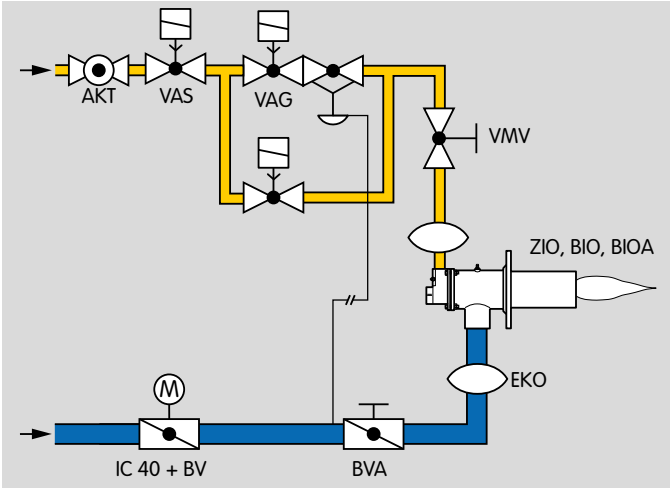 AKT
VAS
VAG
VMV
ZIO, BIO, BIOA
EKO
M
IC 40 + BV
BVA